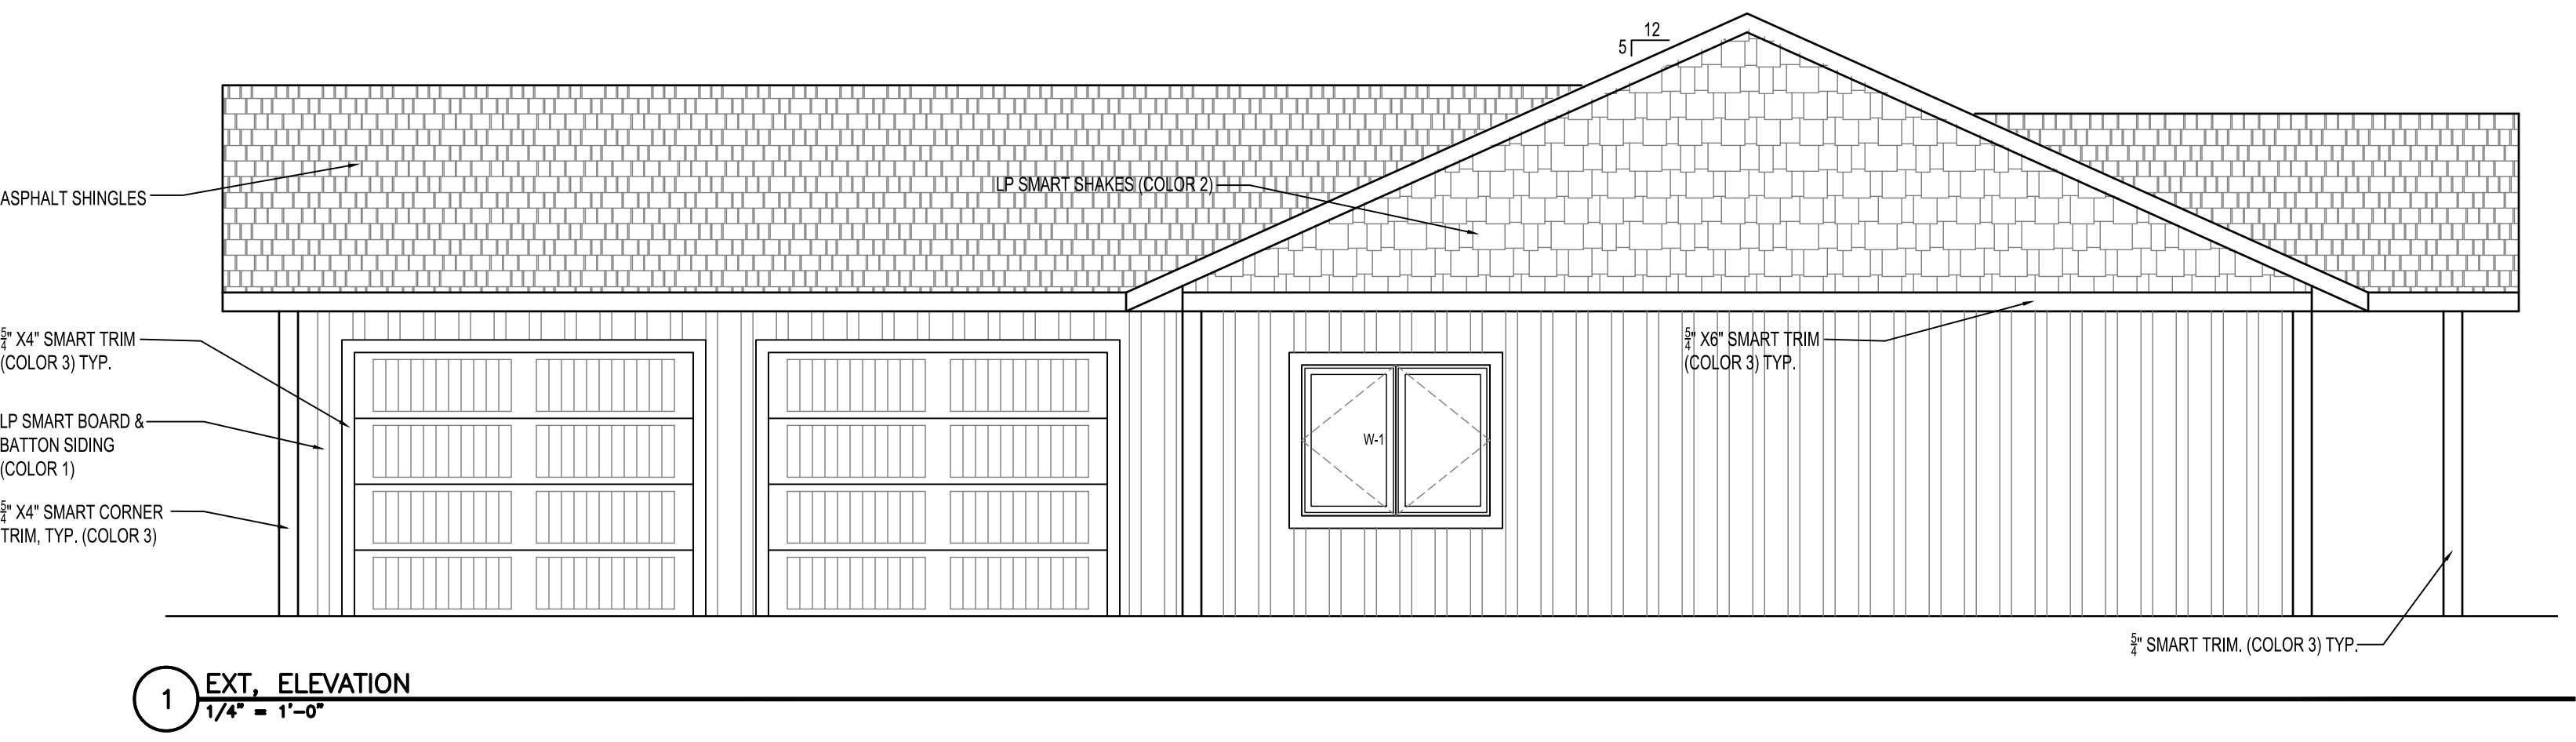 12
5
ASPHALT SHINGLES
LP SMART SHAKES (COLOR 2)
5/4" X4" SMART TRIM
(COLOR 3) TYP.
5/4" X6" SMART TRIM
(COLOR 3) TYP.
LP SMART BOARD &
BATTON SIDING
(COLOR 1)
W-1
5/4" X4" SMART CORNER
TRIM, TYP. (COLOR 3)
5/4" SMART TRIM. (COLOR 3) TYP.
1
EXT, ELEVATION
1/4" = 1'-0"